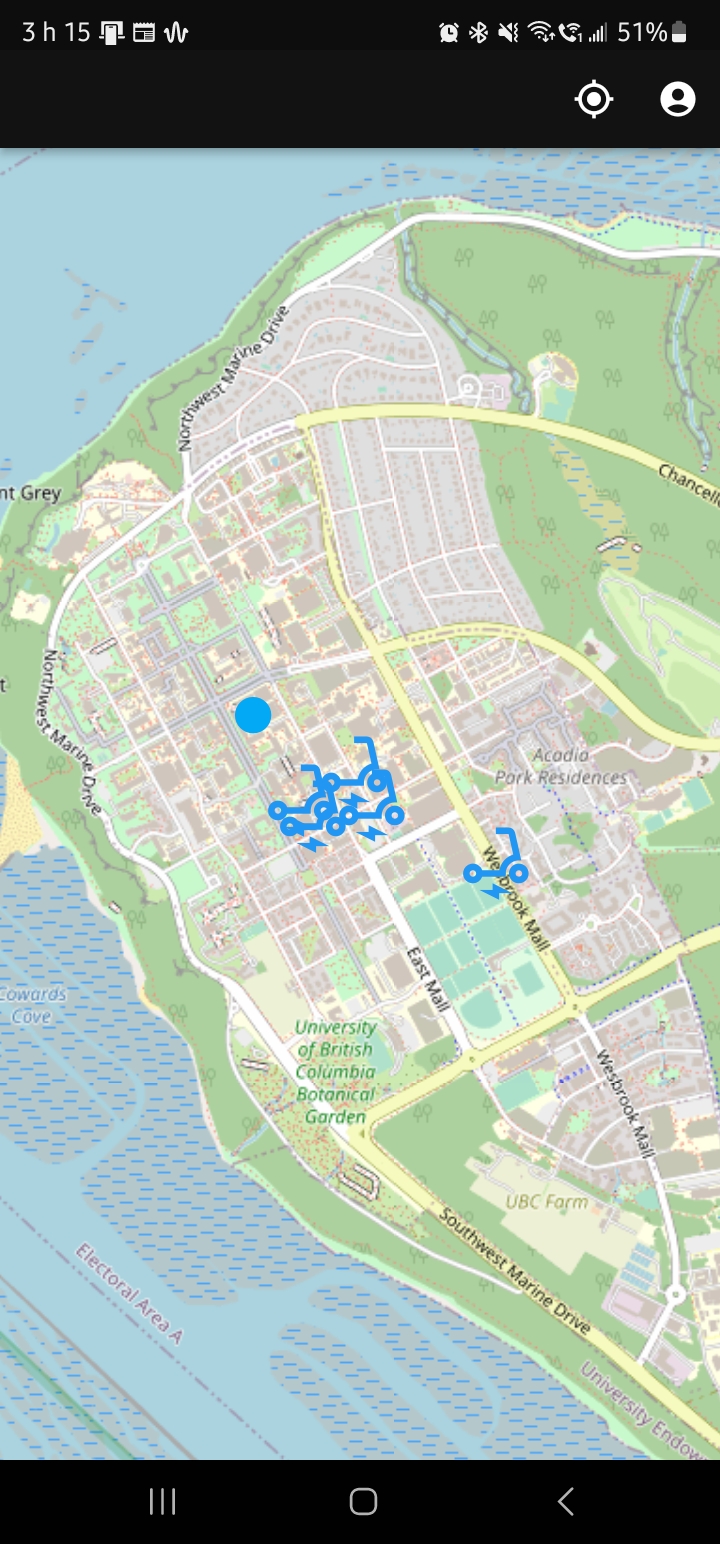 3 h 15
51%
Northwest Marine Drive
nt Grey
Chancell
Northwest Marine Drive
t
Acadia
Park Residences
Wesbrook Mall
East Mall
Cowards
Cove
University
of British
Columbia
Botanical
Garden
Wesbrook Mall
UBC Farm
Southwest Marine Drive
Electoral Area A
University Endow